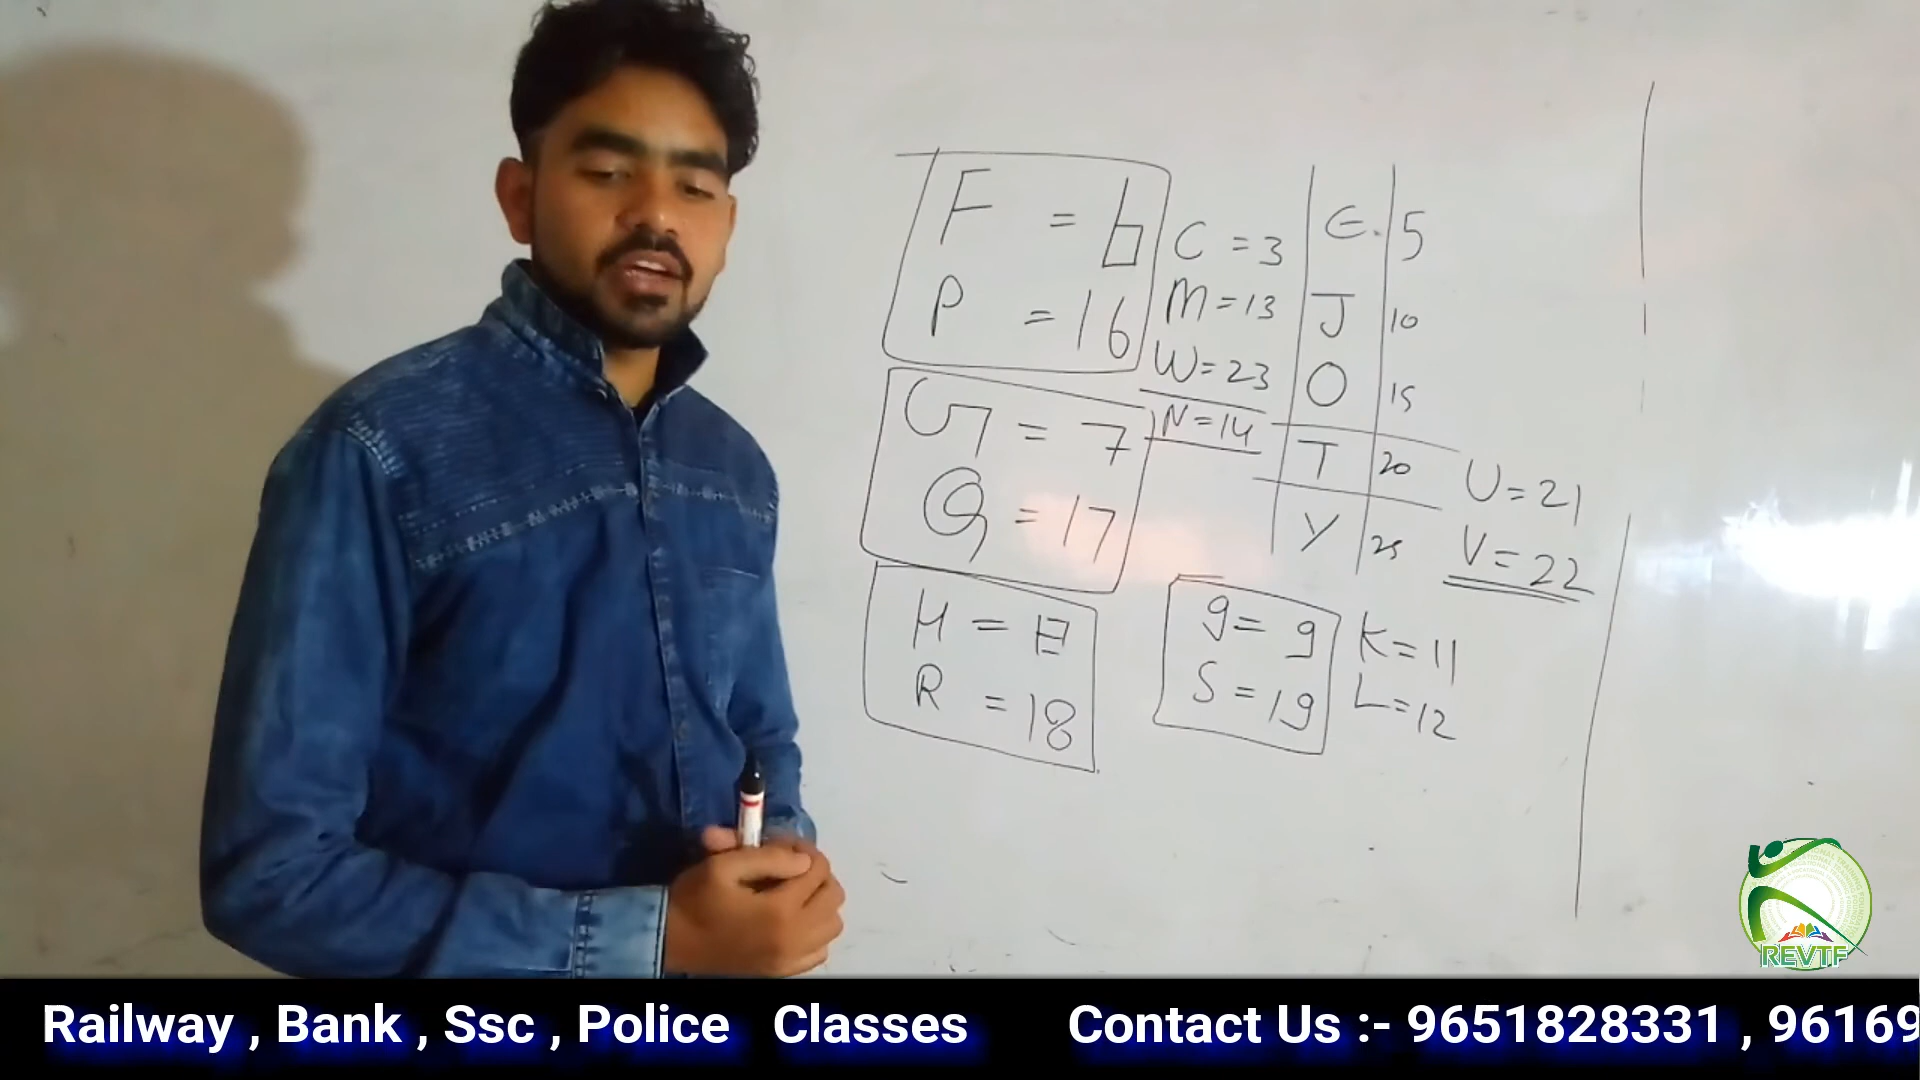 F = 6
P = 16
G = 7
Q = 17
H = 8
R = 18
C = 3
M = 13
W = 23
N = 14
E. 5
J 10
O 15
T 20
Y 25
U = 21
V = 22
g = 9
S = 19
K = 11
L = 12
REVTF
Railway , Bank , Ssc , Police Classes Contact Us :- 9651828331 , 96169